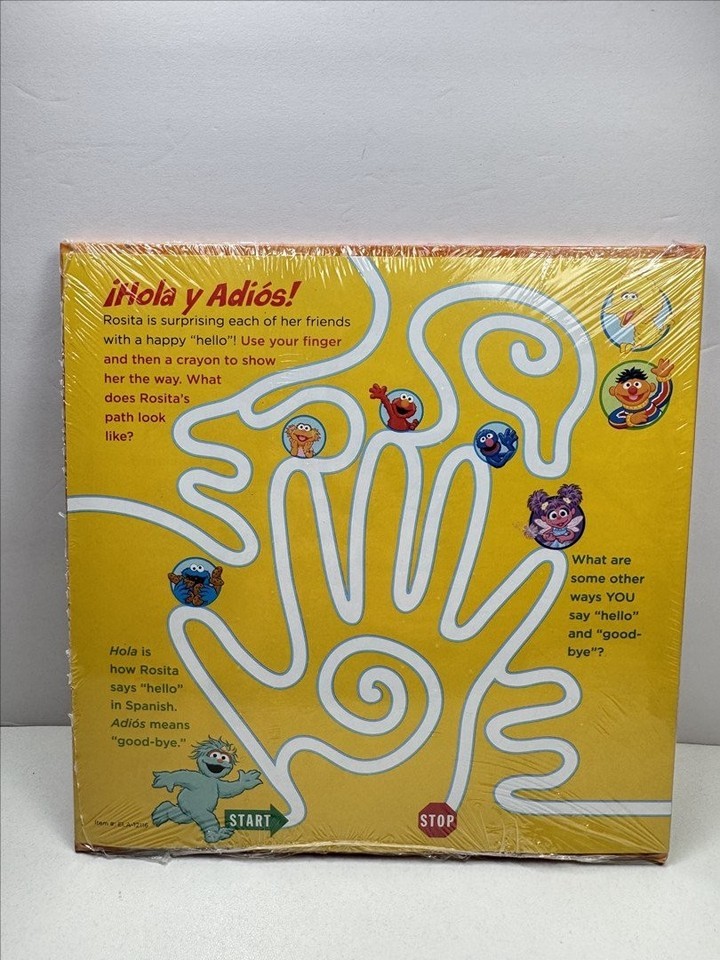 ¡Hola y Adiós!
Rosita is surprising each of her friends
with a happy "hello"! Use your finger
and then a crayon to show
her the way. What
does Rosita's
path look
like?
What are
some other
ways YOU
say "hello"
and "good-
bye"?
Hola is
how Rosita
says "hello"
in Spanish.
Adiós means
"good-bye."
START
STOP
Item #: